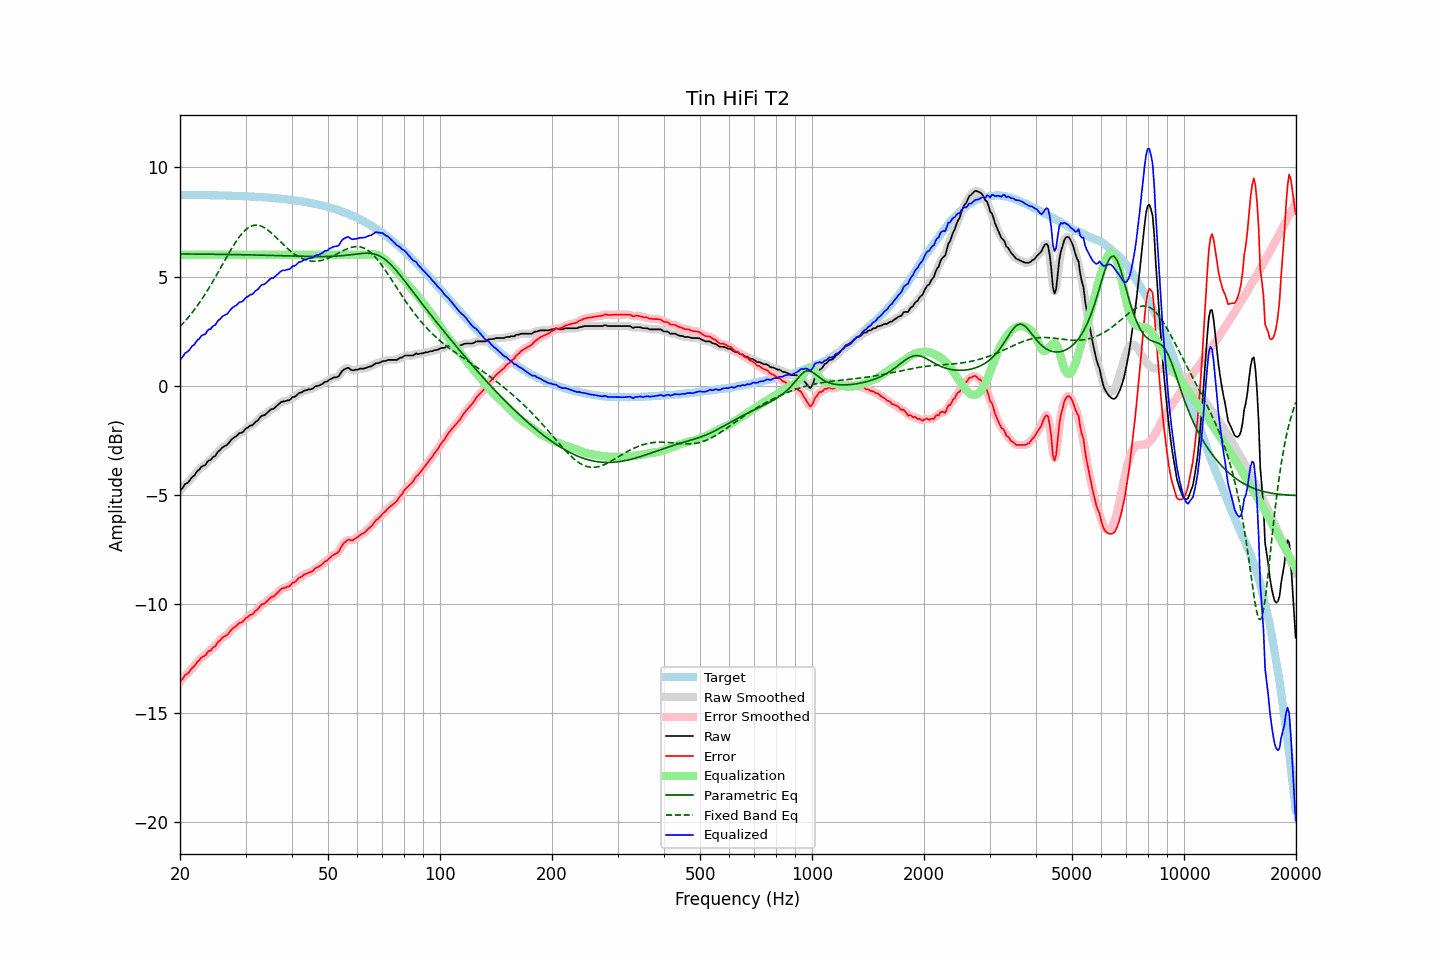 Tin HiFi T2
Amplitude (dBr)
10
5
0
−5
−10
−15
−20
Target
Raw Smoothed
Error Smoothed
Raw
Error
Equalization
Parametric Eq
Fixed Band Eq
Equalized
20 50 100 200 500 1000 2000 5000 10000 20000
Frequency (Hz)